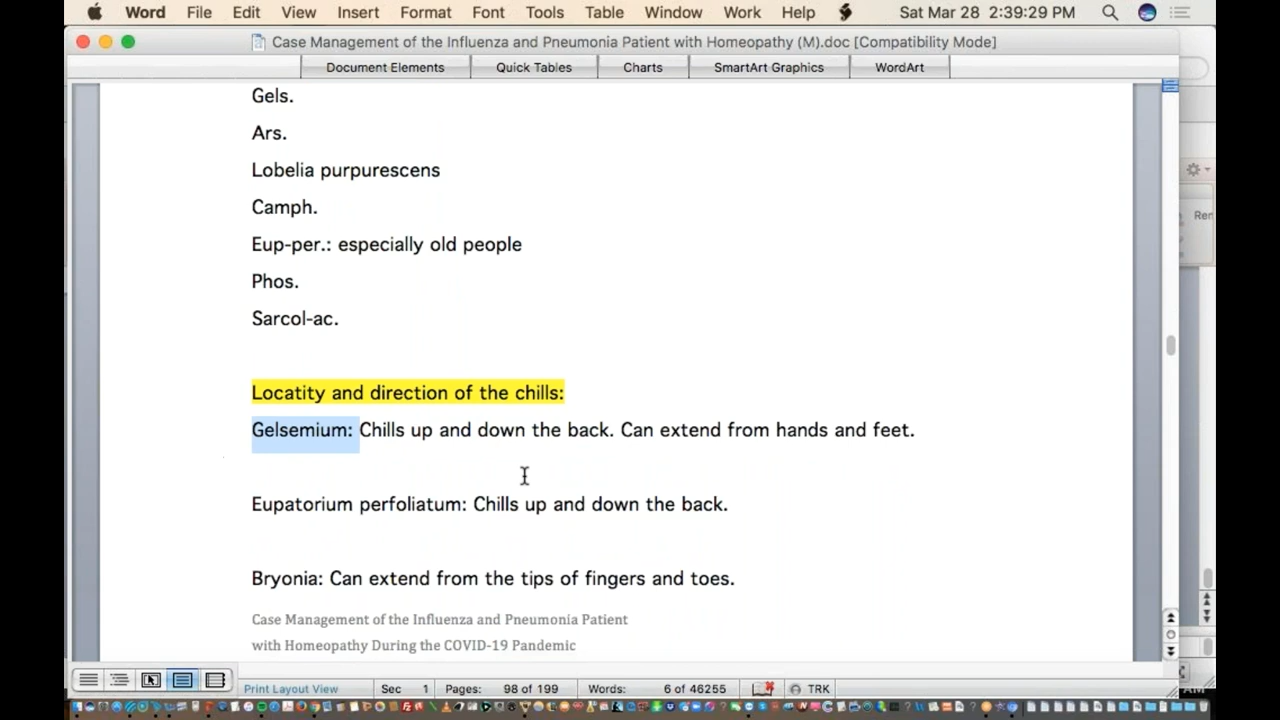 Word File Edit View Insert Format Font Tools Table Window Work Help Sat Mar 28 2:39:29 PM
Case Management of the Influenza and Pneumonia Patient with Homeopathy (M).doc [Compatibility Mode]
Document Elements Quick Tables Charts SmartArt Graphics WordArt
Gels.
Ars.
Lobelia purpurescens
Camph.
Eup-per.: especially old people
Phos.
Sarcol-ac.
Locatity and direction of the chills:
Gelsemium: Chills up and down the back. Can extend from hands and feet.
Eupatorium perfoliatum: Chills up and down the back.
Bryonia: Can extend from the tips of fingers and toes.
Case Management of the Influenza and Pneumonia Patient
with Homeopathy During the COVID-19 Pandemic
Print Layout View Sec 1 Pages: 98 of 199 Words: 6 of 46255 TRK